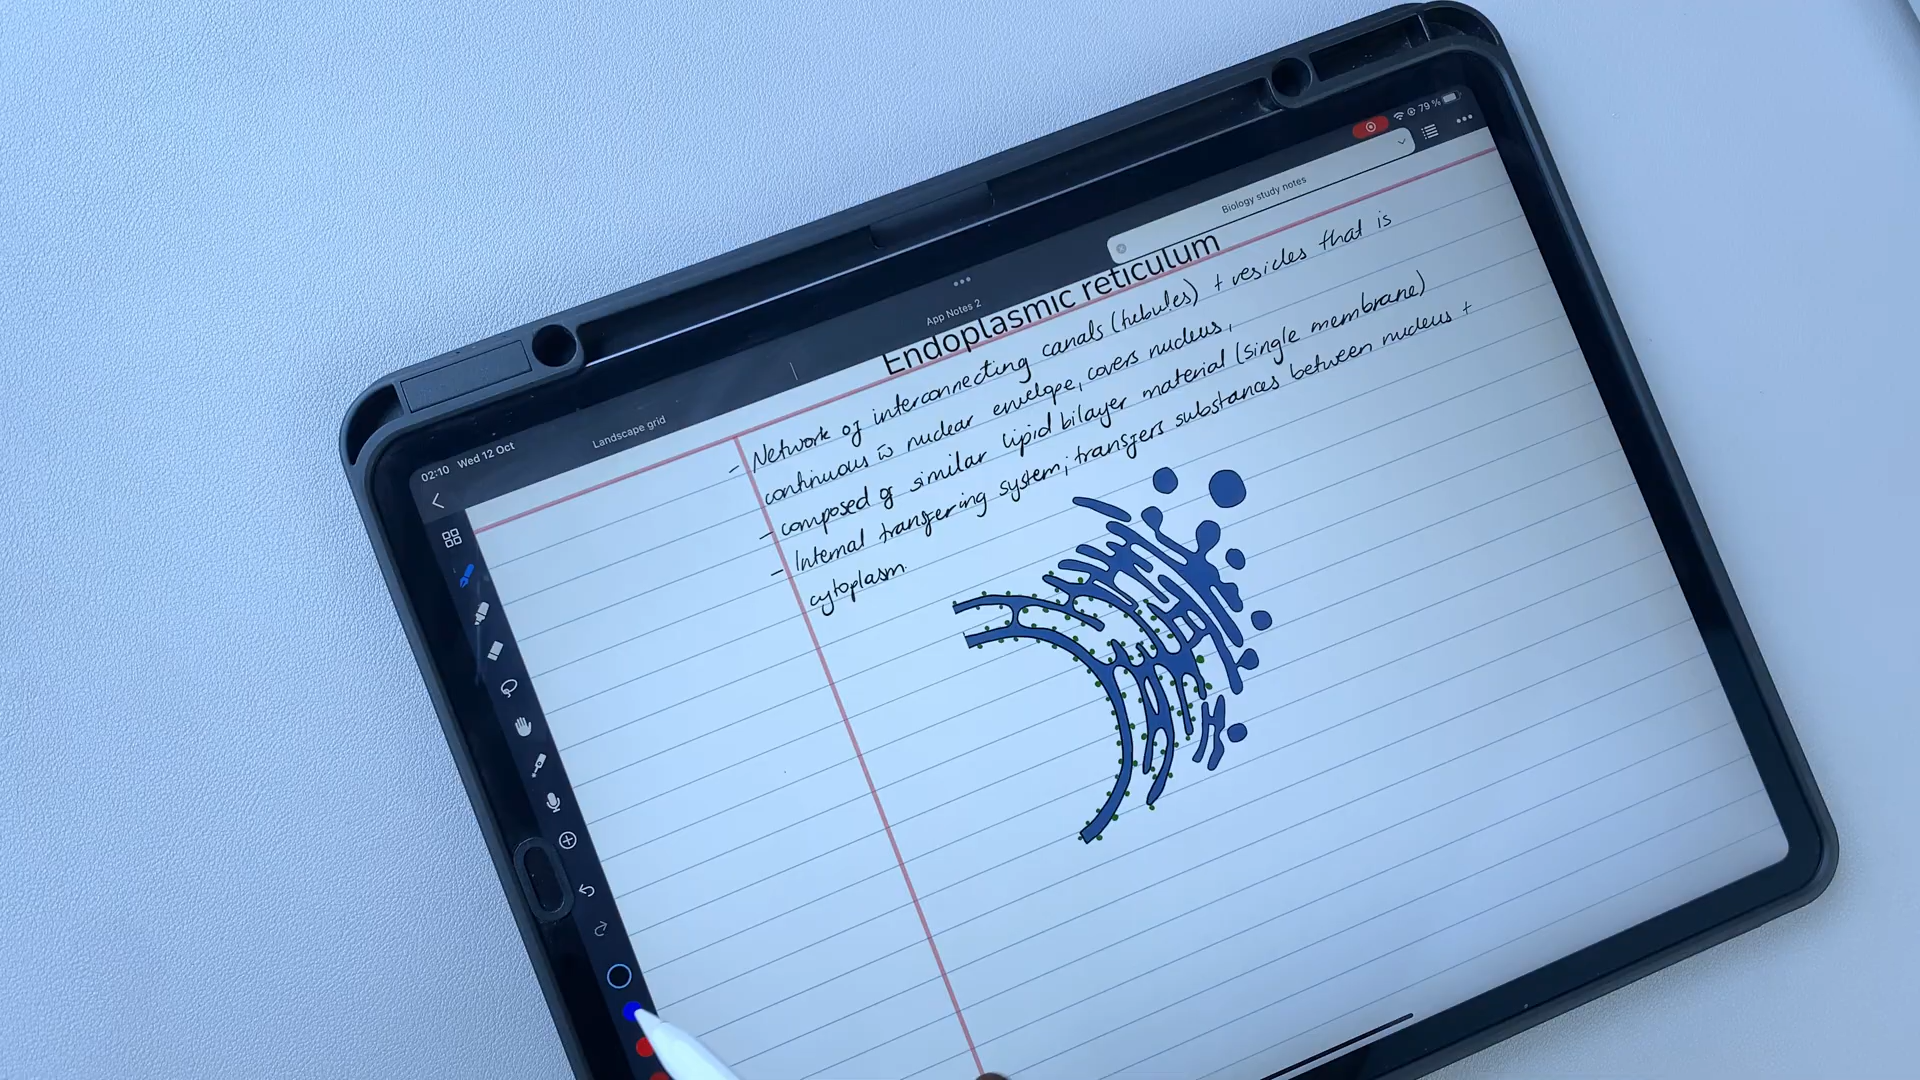 79 %
Biology study notes
App Notes 2
Landscape grid
02:10 Wed 12 Oct
Endoplasmic reticulum
- Network of interconnecting canals (tubules) + vesicles that is
continuous w̄ nuclear envelope, covers nucleus,
- composed of similar lipid bilayer material (single membrane)
- Internal transfering system; transfers substances between nucleus +
cytoplasm.